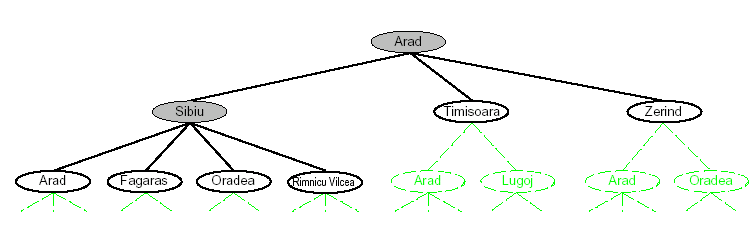 Arad
Sibiu
Timisoara
Zerind
Arad
Fagaras
Oradea
Rimnicu Vilcea
Arad
Lugoj
Arad
Oradea